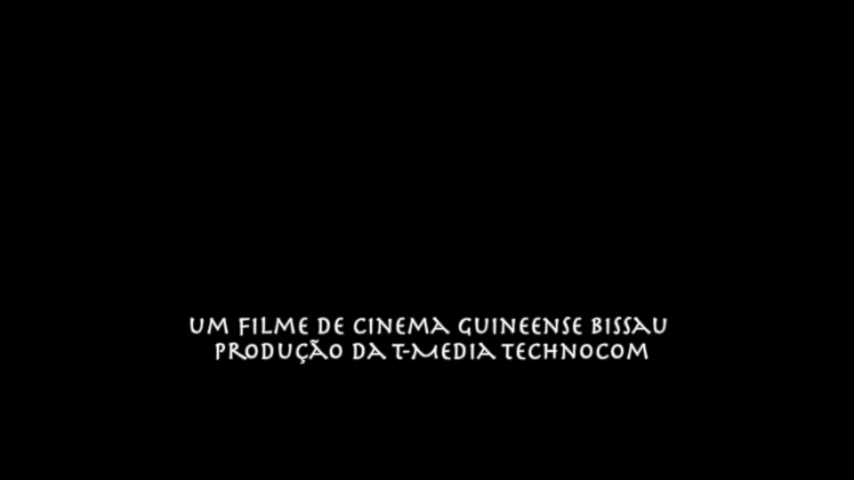 UM FILME DE CINEMA GUINEENSE BISSAU
PRODUÇÃO DA T-MEDIA TECHNOCOM